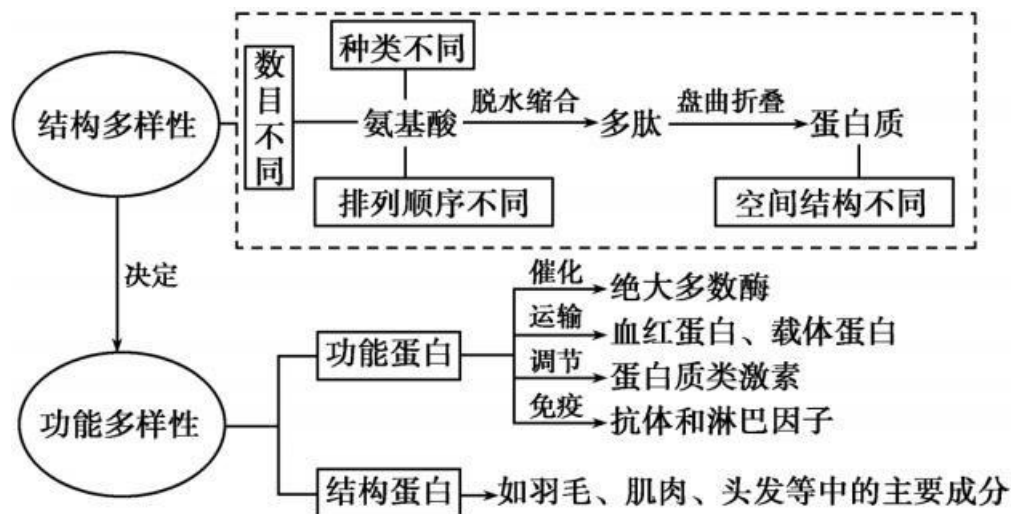 结构多样性
数目不同
种类不同
氨基酸
脱水缩合
多肽
盘曲折叠
蛋白质
排列顺序不同
空间结构不同
决定
功能多样性
功能蛋白
催化
绝大多数酶
运输
血红蛋白、载体蛋白
调节
蛋白质类激素
免疫
抗体和淋巴因子
结构蛋白
如羽毛、肌肉、头发等中的主要成分